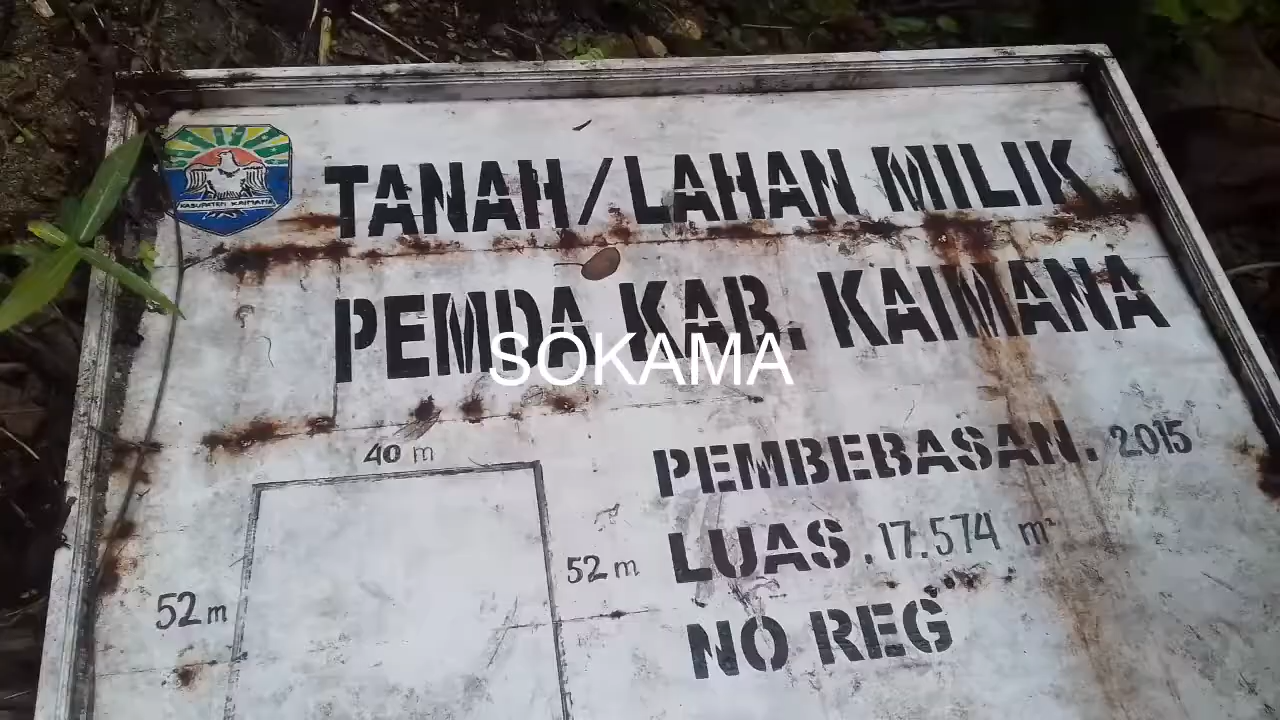 KABUPATEN KAIMANA
TANAH/LAHAN MILIK
PEMDA KAB. KAIMANA
SOKAMA
40 m
52 m
52 m
PEMBEBASAN. 2015
LUAS. 17.574 m²
NO REG